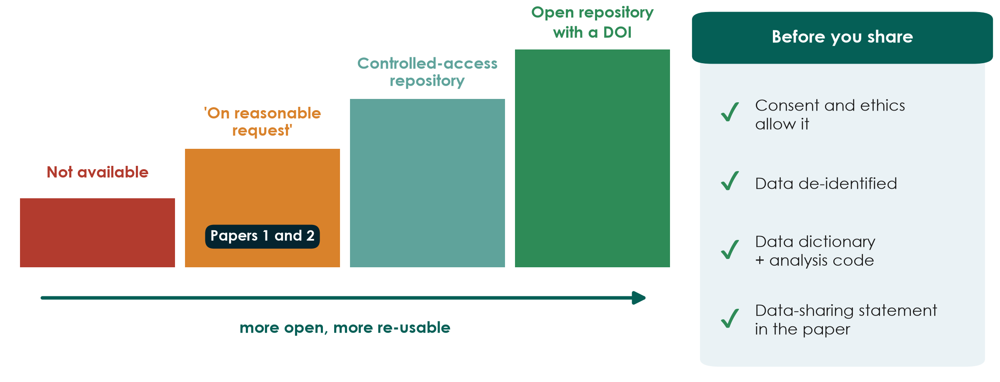 Not available
'On reasonable
request'
Papers 1 and 2
Controlled-access
repository
Open repository
with a DOI
more open, more re-usable
Before you share
✓ Consent and ethics
allow it
✓ Data de-identified
✓ Data dictionary
+ analysis code
✓ Data-sharing statement
in the paper